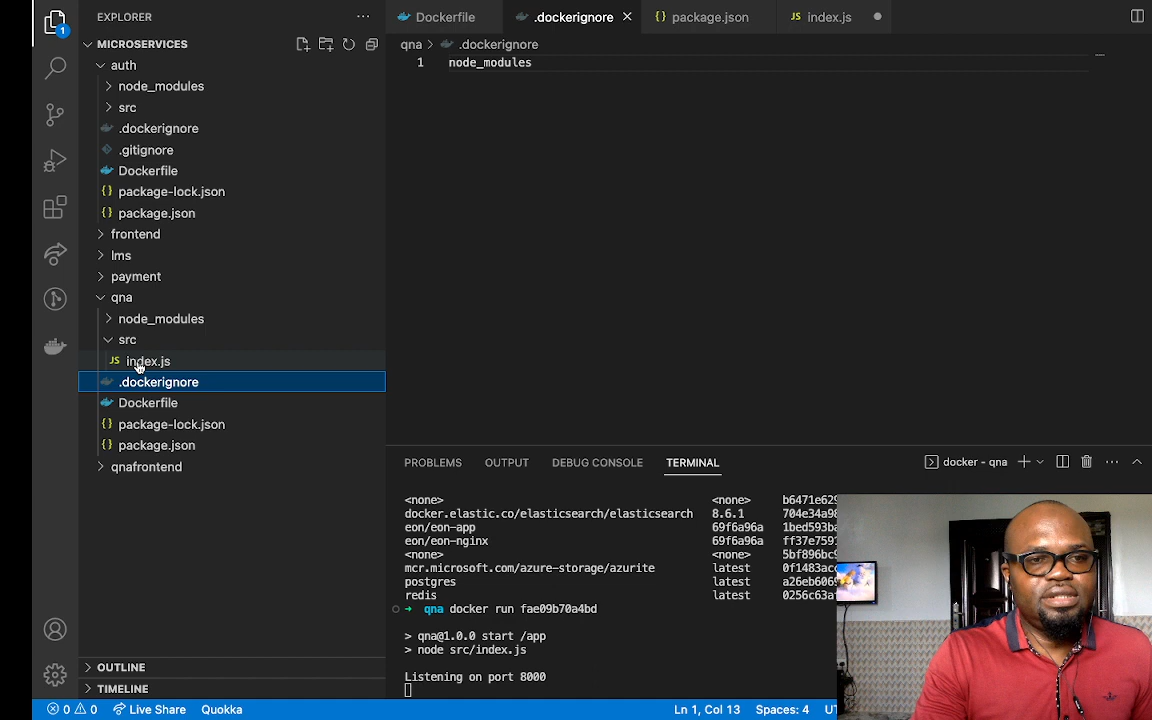 EXPLORER
Dockerfile
.dockerignore
package.json
JS index.js
1
MICROSERVICES
qna > .dockerignore
1 node_modules
auth
node_modules
src
.dockerignore
.gitignore
Dockerfile
{} package-lock.json
{} package.json
frontend
lms
payment
qna
node_modules
src
JS index.js
.dockerignore
Dockerfile
{} package-lock.json
{} package.json
qnafrontend
PROBLEMS
OUTPUT
DEBUG CONSOLE
TERMINAL
docker - qna
<none> <none>
docker.elastic.co/elasticsearch/elasticsearch 8.6.1
eon/eon-app 69f6a96a
eon/eon-nginx 69f6a96a
<none> <none>
mcr.microsoft.com/azure-storage/azurite latest
postgres latest
redis latest
qna docker run fae09b70a4bd
> qna@1.0.0 start /app
> node src/index.js
Listening on port 8000
OUTLINE
TIMELINE
0 0 Live Share Quokka
Ln 1, Col 13 Spaces: 4